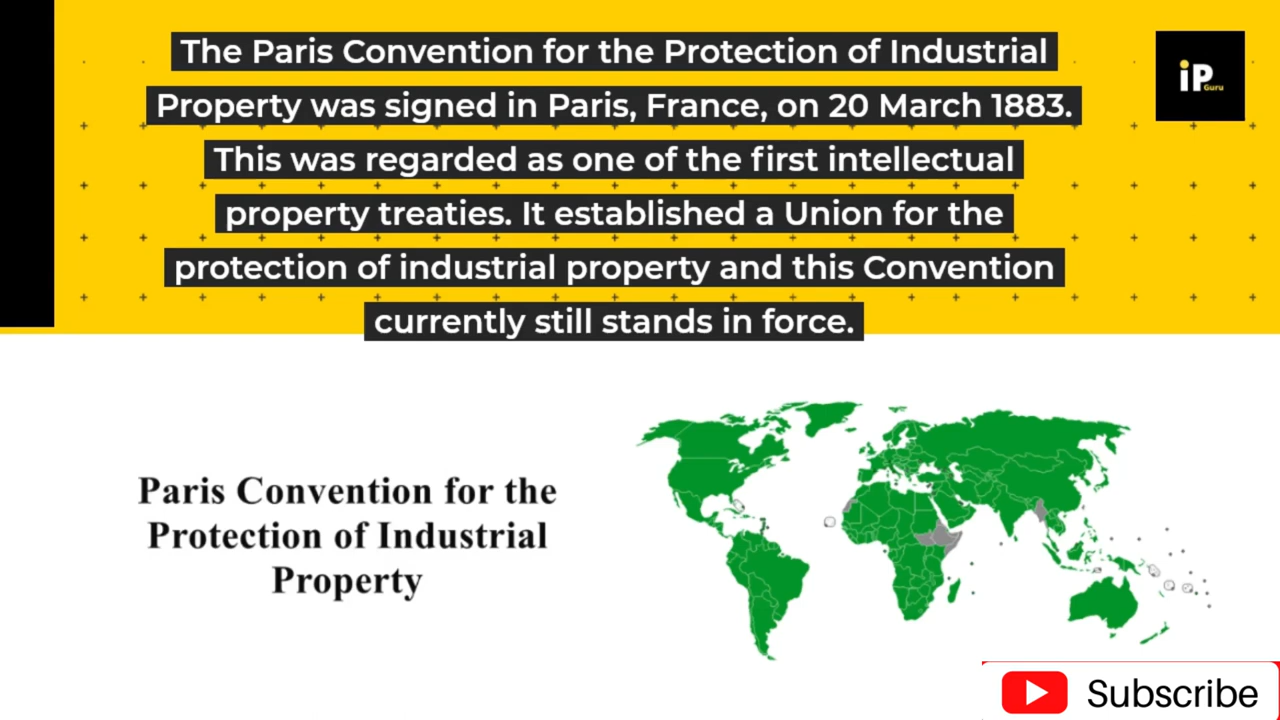 The Paris Convention for the Protection of Industrial
Property was signed in Paris, France, on 20 March 1883.
This was regarded as one of the first intellectual
property treaties. It established a Union for the
protection of industrial property and this Convention
currently still stands in force.
iP Guru
Paris Convention for the
Protection of Industrial
Property
Subscribe